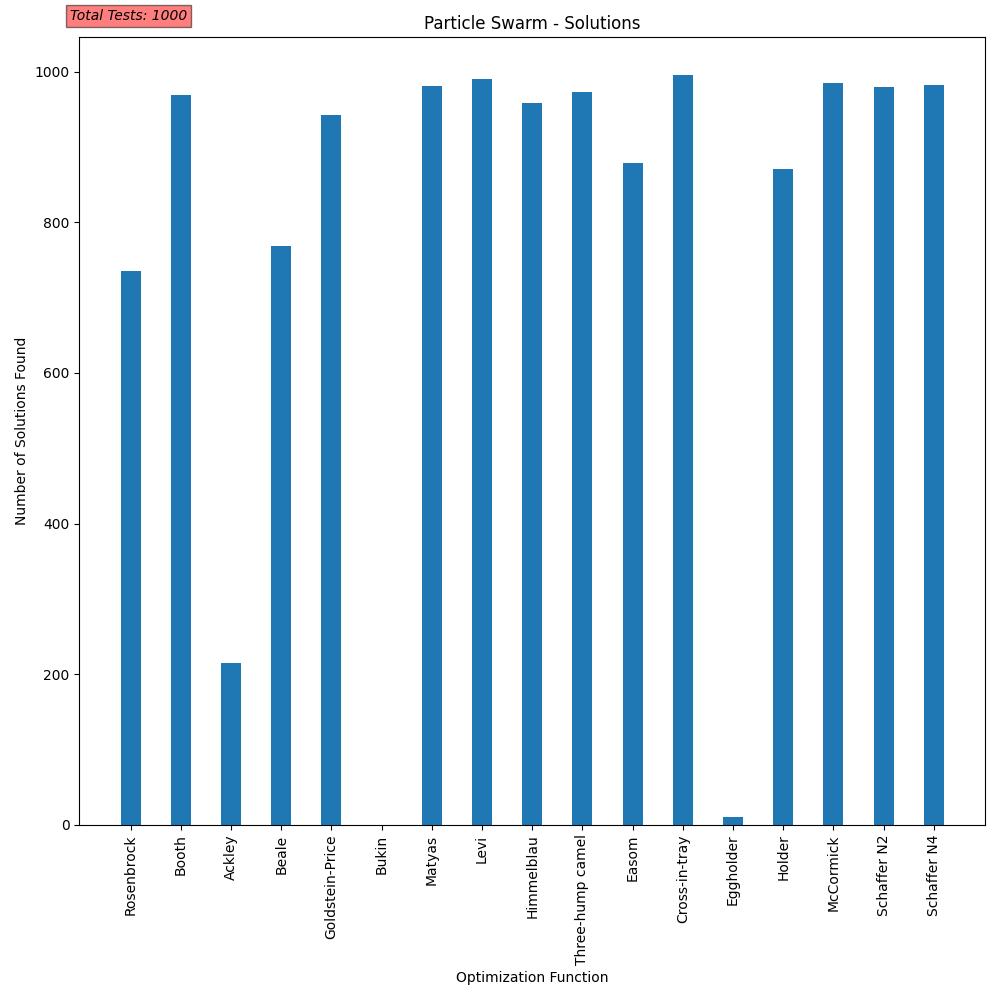 Total Tests: 1000
Particle Swarm - Solutions
Number of Solutions Found
1000
800
600
400
200
0
Rosenbrock
Booth
Ackley
Beale
Goldstein-Price
Bukin
Matyas
Levi
Himmelblau
Three-hump camel
Easom
Cross-in-tray
Eggholder
Holder
McCormick
Schaffer N2
Schaffer N4
Optimization Function